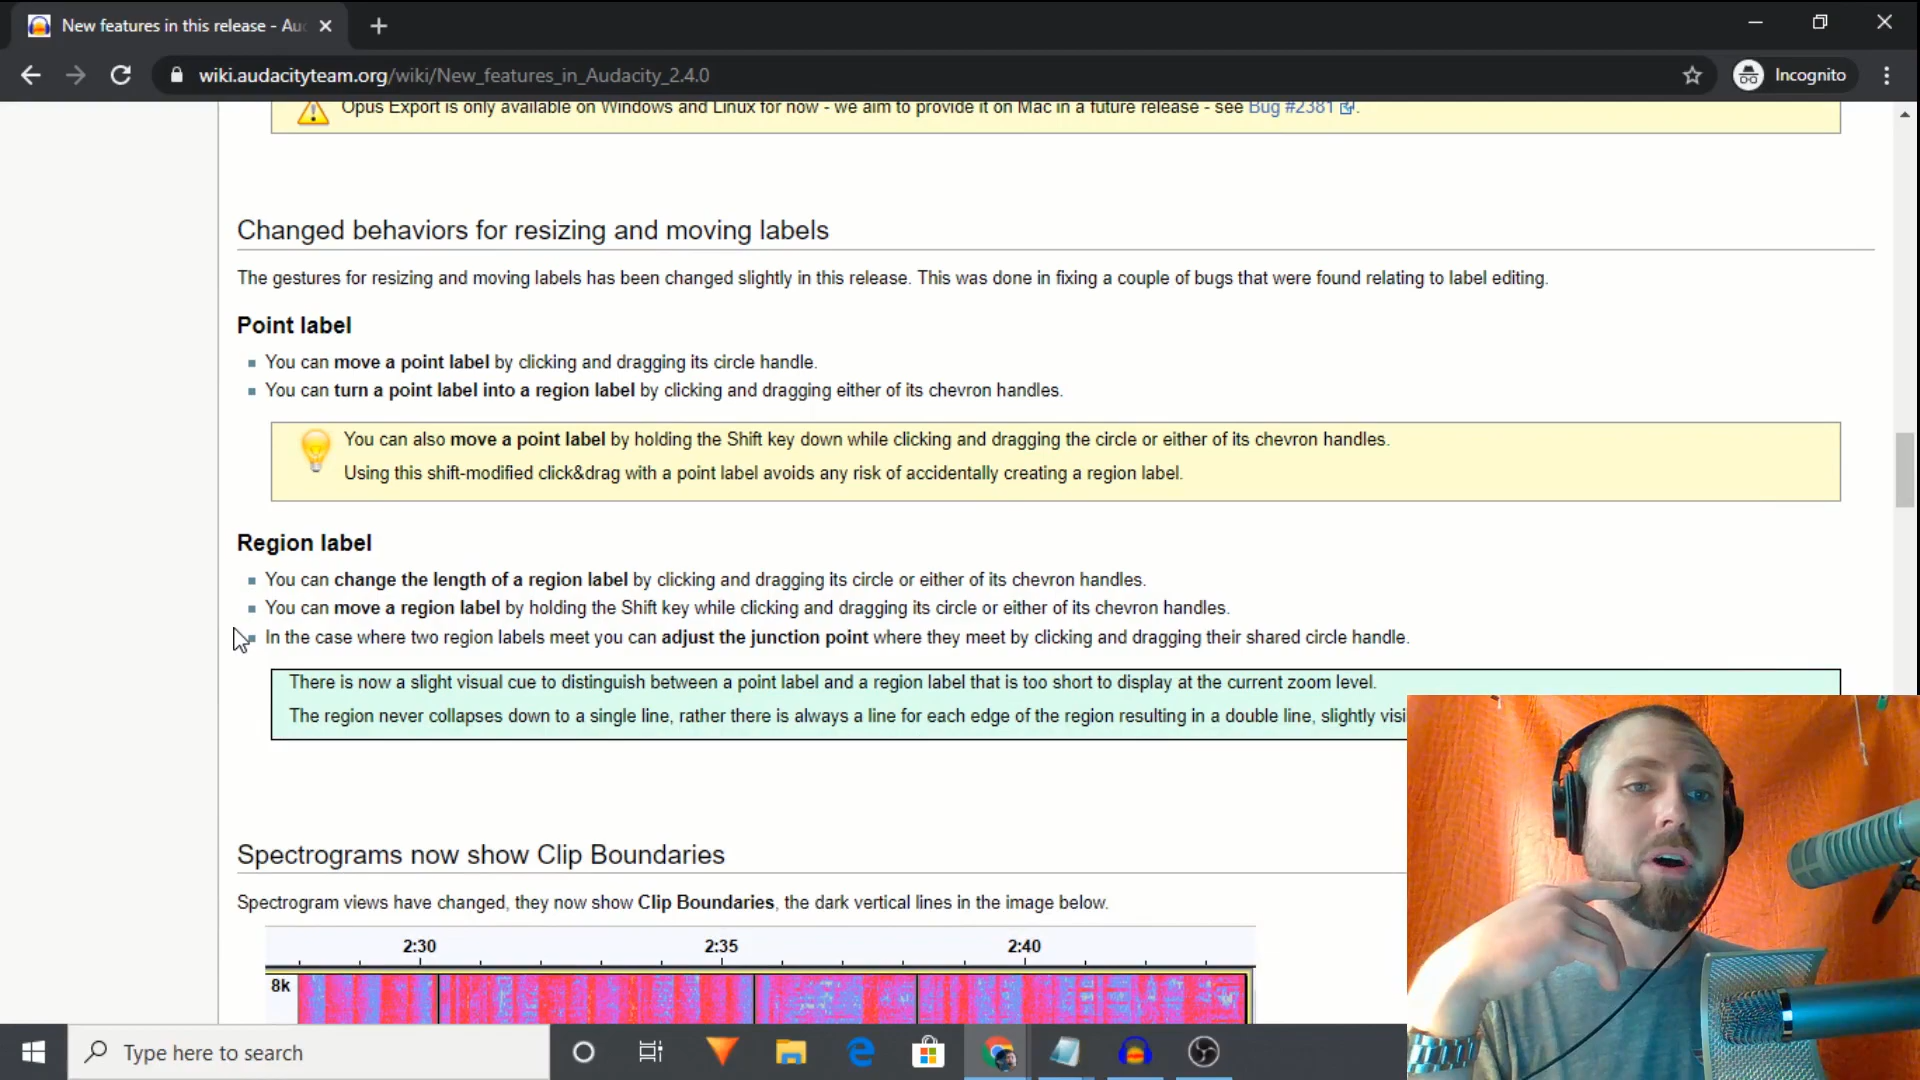 New features in this release - Au
wiki.audacityteam.org/wiki/New_features_in_Audacity_2.4.0
Incognito
Opus Export is only available on Windows and Linux for now - we aim to provide it on Mac in a future release - see Bug #2381.
Changed behaviors for resizing and moving labels
The gestures for resizing and moving labels has been changed slightly in this release. This was done in fixing a couple of bugs that were found relating to label editing.
Point label
You can move a point label by clicking and dragging its circle handle.
You can turn a point label into a region label by clicking and dragging either of its chevron handles.
You can also move a point label by holding the Shift key down while clicking and dragging the circle or either of its chevron handles.
Using this shift-modified click&drag with a point label avoids any risk of accidentally creating a region label.
Region label
You can change the length of a region label by clicking and dragging its circle or either of its chevron handles.
You can move a region label by holding the Shift key while clicking and dragging its circle or either of its chevron handles.
In the case where two region labels meet you can adjust the junction point where they meet by clicking and dragging their shared circle handle.
There is now a slight visual cue to distinguish between a point label and a region label that is too short to display at the current zoom level.
The region never collapses down to a single line, rather there is always a line for each edge of the region resulting in a double line, slightly visi
Spectrograms now show Clip Boundaries
Spectrogram views have changed, they now show Clip Boundaries, the dark vertical lines in the image below.
2:30 2:35 2:40
8k
Type here to search